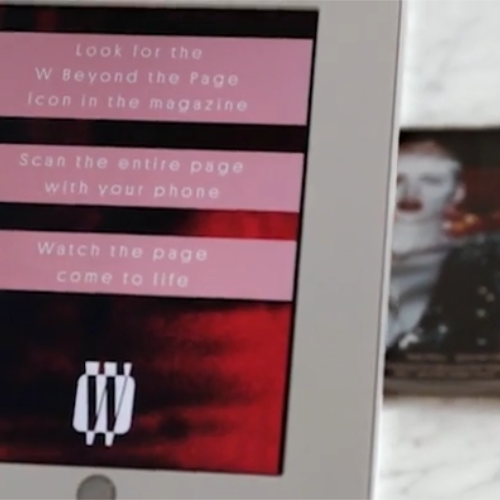 Look for the
W Beyond the Page
icon in the magazine
Scan the entire page
with your phone
Watch the page
come to life
W